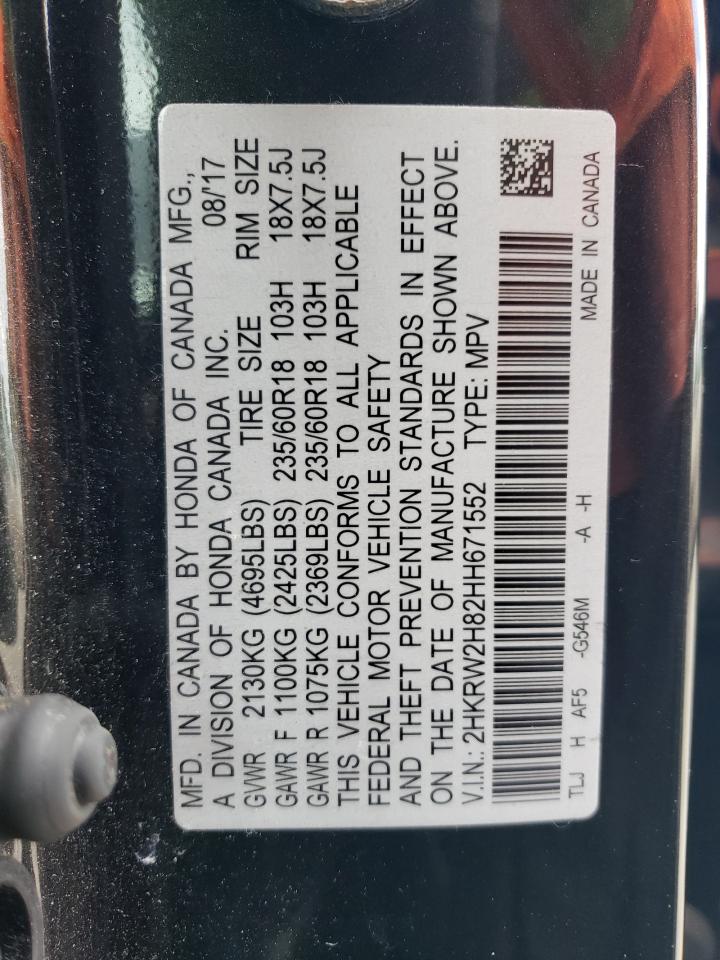 MFD. IN CANADA BY HONDA OF CANADA MFG.,
A DIVISION OF HONDA CANADA INC. 08/'17
GVWR 2130KG (4695LBS) TIRE SIZE RIM SIZE
GAWR F 1100KG (2425LBS) 235/60R18 103H 18X7.5J
GAWR R 1075KG (2369LBS) 235/60R18 103H 18X7.5J
THIS VEHICLE CONFORMS TO ALL APPLICABLE
FEDERAL MOTOR VEHICLE SAFETY
AND THEFT PREVENTION STANDARDS IN EFFECT
ON THE DATE OF MANUFACTURE SHOWN ABOVE.
V.I.N.: 2HKRW2H82HH671552 TYPE: MPV
TLJ H AF5 -G546M -A -H MADE IN CANADA